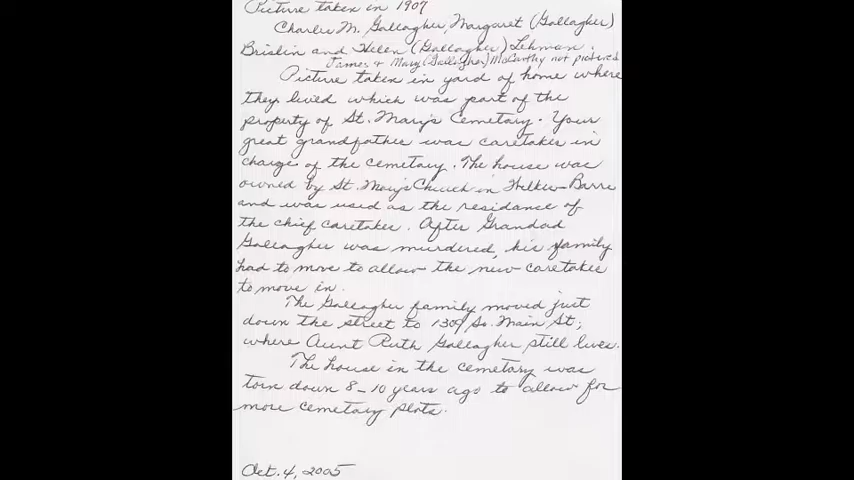 Picture taken in 1907
Charlie M. Gallagher, Margaret (Gallagher)
Brislin and Helen (Gallagher) Lehman.
James & Mary (Gallagher) McCarthy not pictured
Picture taken in yard of home where
they lived which was part of the
property of St. Mary's Cemetary. Your
great grandfather was caretaker in
charge of the cemetary. The house was
owned by St. Mary's Church in Wilkes-Barre
and was used as the residance of
the chief caretaker. After Grandad
Gallagher was murdered, his family
had to move to allow the new caretaker
to move in.
The Gallagher family moved just
down the street to 1309 So. Main St;
where Aunt Ruth Gallagher still lives.
The house in the cemetary was
torn down 8-10 years ago to allow for
more cemetary plots.
Oct. 4, 2005